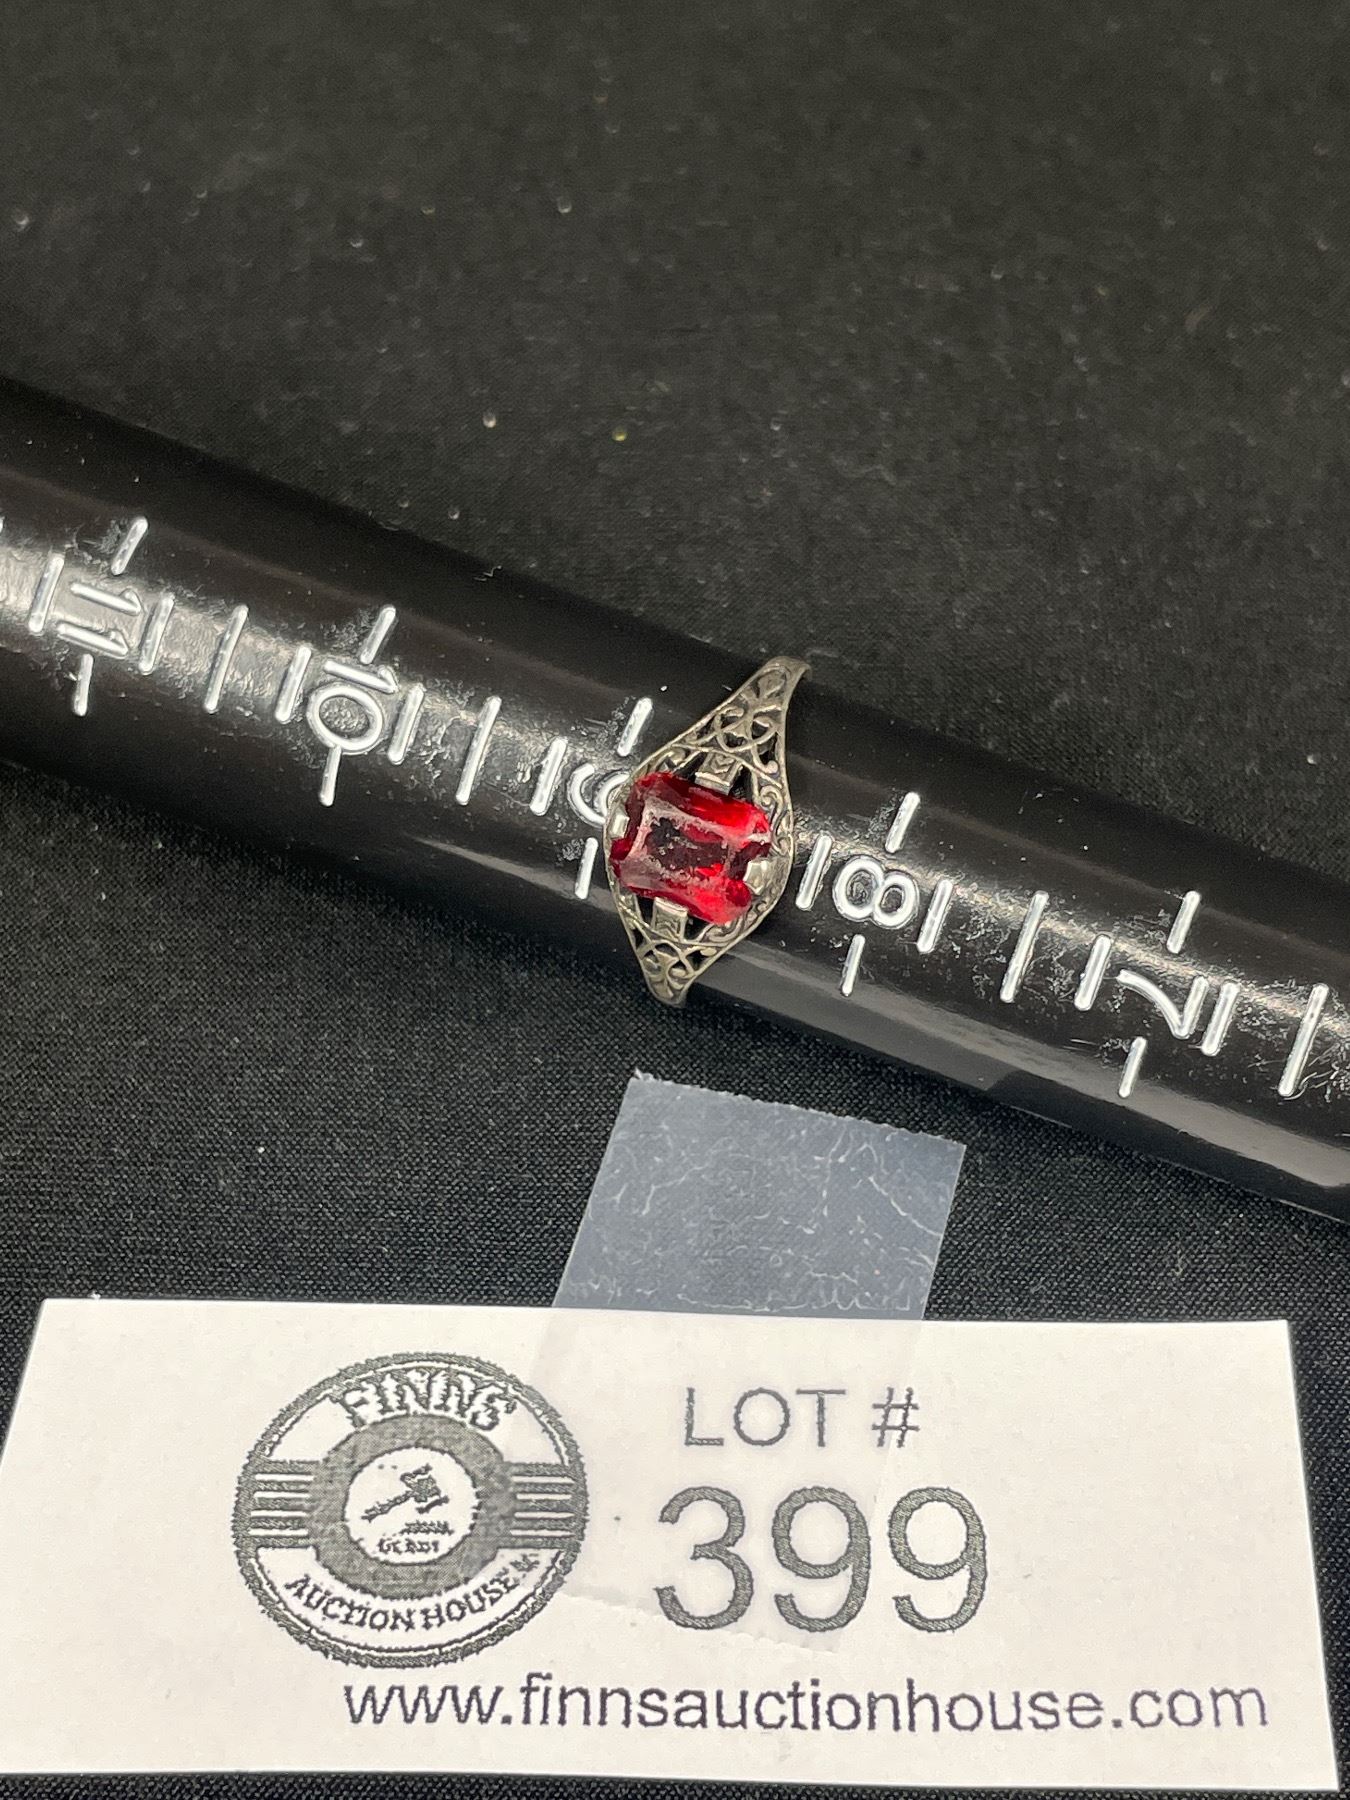 11
10
9
8
7
FINNS
AUCTION HOUSE
LOT #
399
www.finnsauctionhouse.com